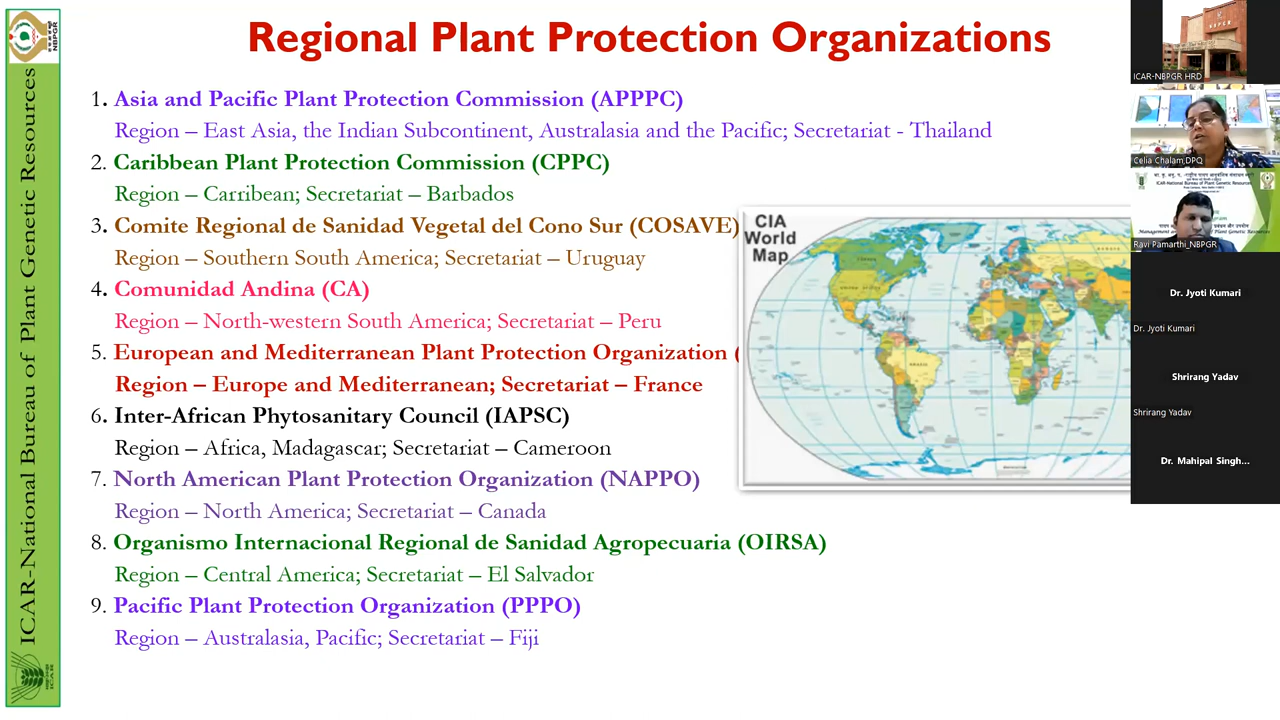 Regional Plant Protection Organizations
1. Asia and Pacific Plant Protection Commission (APPPC)
Region – East Asia, the Indian Subcontinent, Australasia and the Pacific; Secretariat - Thailand
2. Caribbean Plant Protection Commission (CPPC)
Region – Carribean; Secretariat – Barbados
3. Comite Regional de Sanidad Vegetal del Cono Sur (COSAVE)
Region – Southern South America; Secretariat – Uruguay
4. Comunidad Andina (CA)
Region – North-western South America; Secretariat – Peru
5. European and Mediterranean Plant Protection Organization (
Region – Europe and Mediterranean; Secretariat – France
6. Inter-African Phytosanitary Council (IAPSC)
Region – Africa, Madagascar; Secretariat – Cameroon
7. North American Plant Protection Organization (NAPPO)
Region – North America; Secretariat – Canada
8. Organismo Internacional Regional de Sanidad Agropecuaria (OIRSA)
Region – Central America; Secretariat – El Salvador
9. Pacific Plant Protection Organization (PPPO)
Region – Australasia, Pacific; Secretariat – Fiji
ICAR-National Bureau of Plant Genetic Resources
NBPGR
CIA
World
Map
ICAR-NBPGR HRD
Celia Chalam,DPQ
ICAR-National Bureau of Plant Genetic Resources
Ravi Pamarthi_NBPGR
Dr. Jyoti Kumari
Dr. Jyoti Kumari
Shrirang Yadav
Shrirang Yadav
Dr. Mahipal Singh...